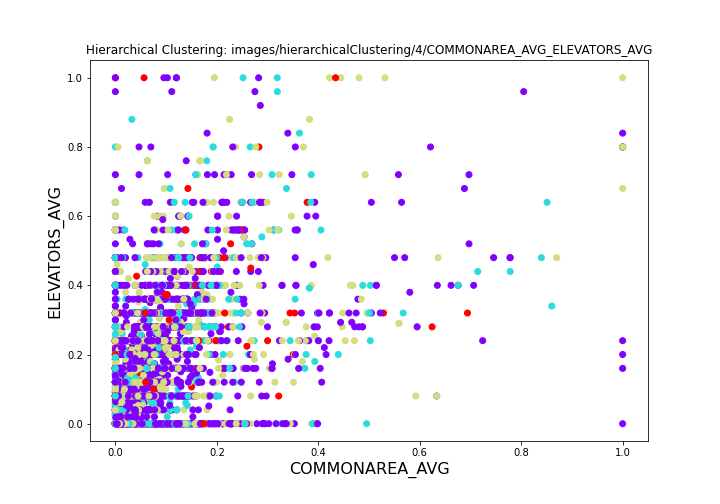 Hierarchical Clustering: images/hierarchicalClustering/4/COMMONAREA_AVG_ELEVATORS_AVG
1.0
0.8
0.6
0.4
0.2
0.0
ELEVATORS_AVG
0.0 0.2 0.4 0.6 0.8 1.0
COMMONAREA_AVG